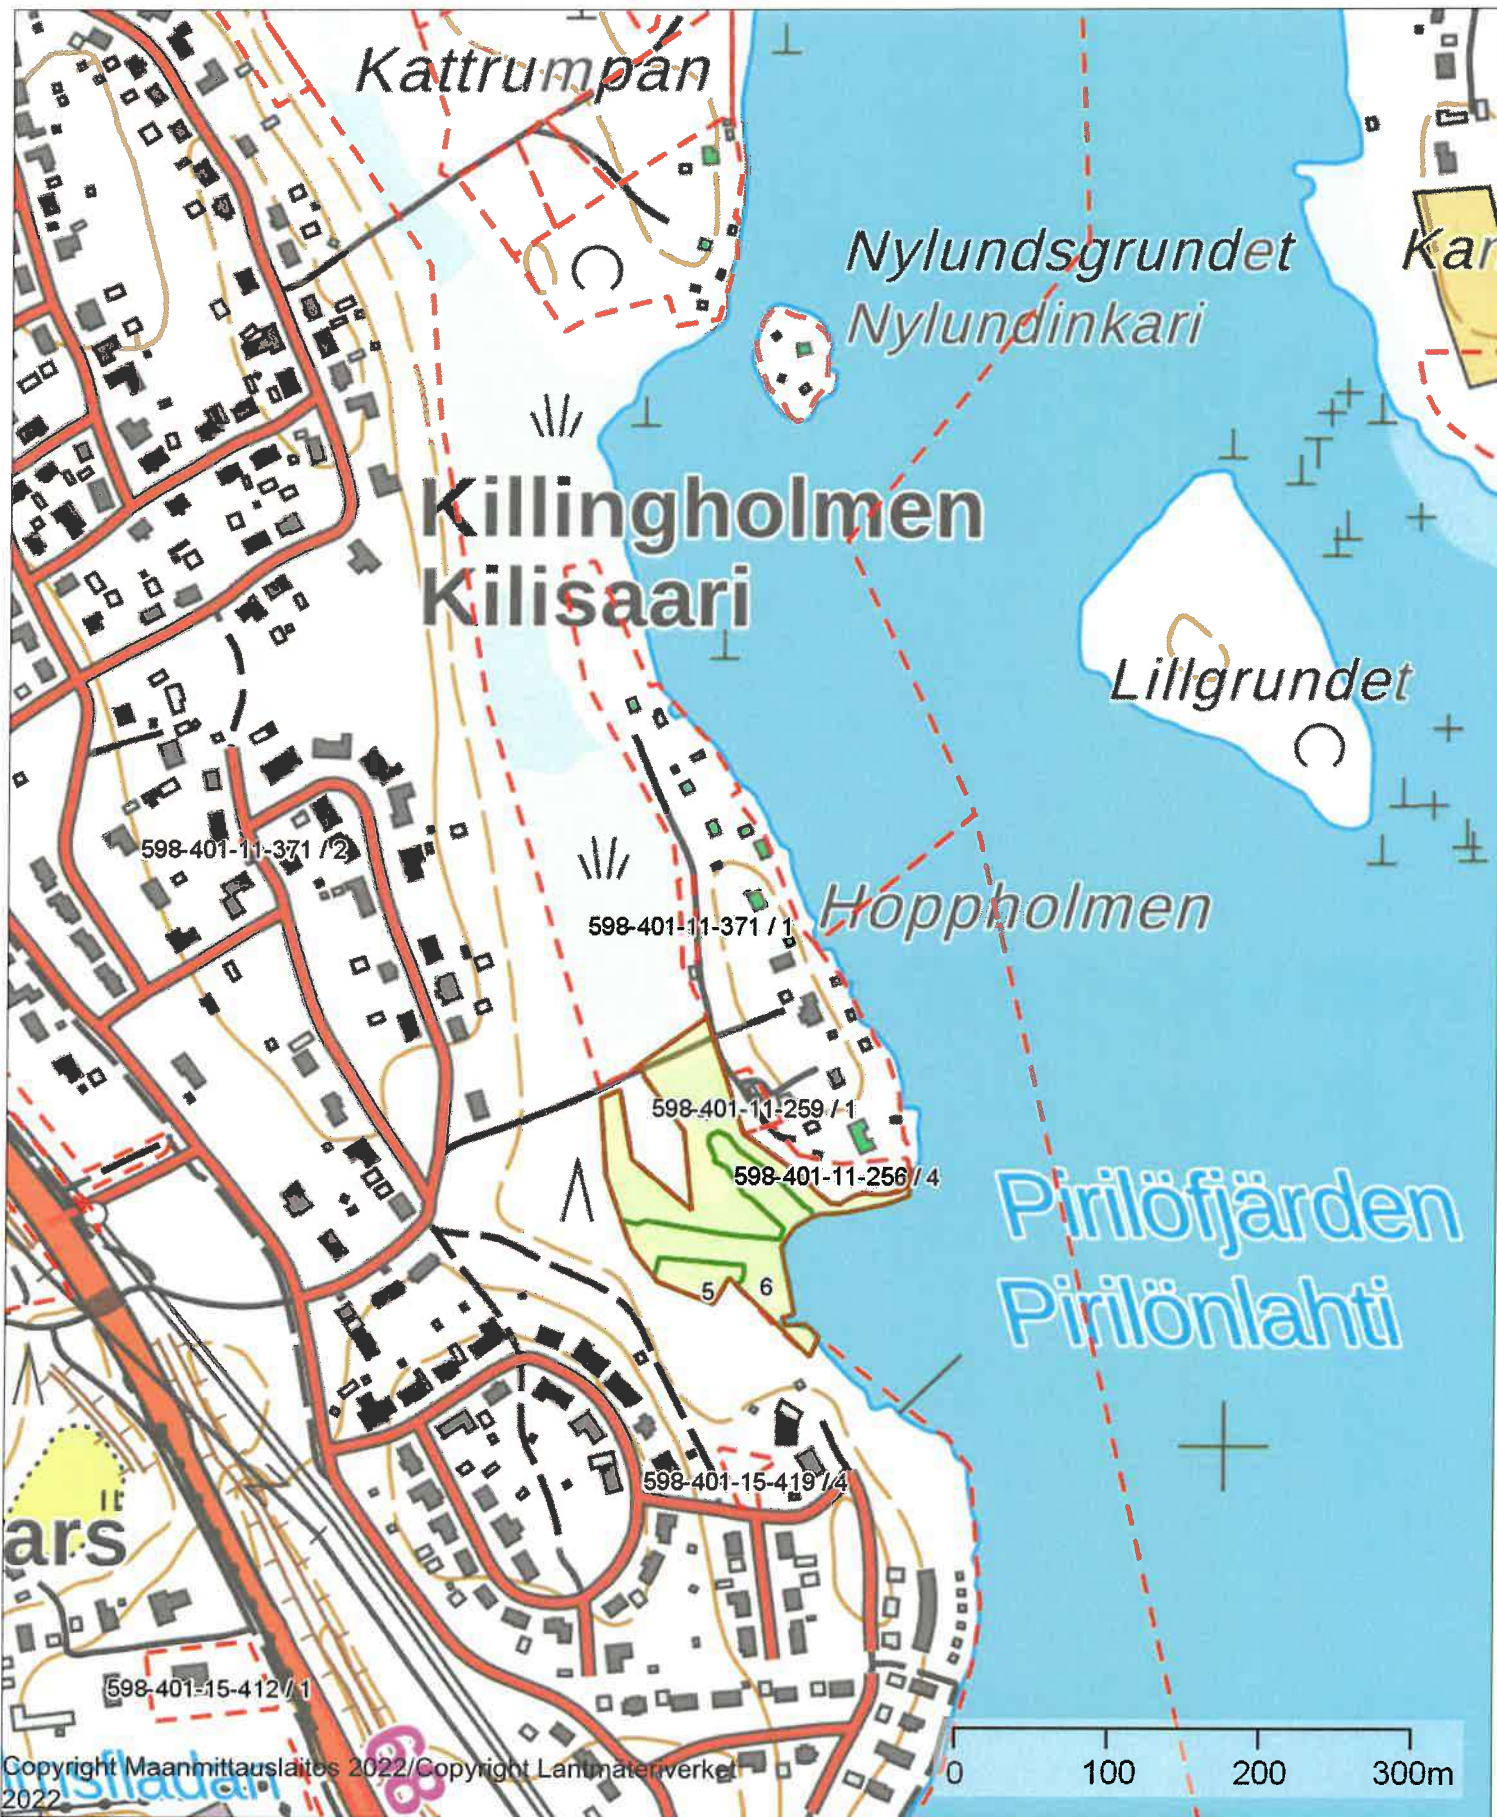 Kattrumpan
Nylundsgrundet
Nylundinkari
Kar
Killingholmen
Kilisaari
Lillgrundet
598-401-11-371 / 2
598-401-11-371 / 1
Hoppholmen
598-401-11-259 / 1
598-401-11-256 / 4
Pirilöfjärden
Pirilönlahti
5
6
598-401-15-419 / 4
ars
598-401-15-412 / 1
68
Copyright Maanmittauslaitos 2022/Copyright Lantmäteriverket
2022
0 100 200 300m